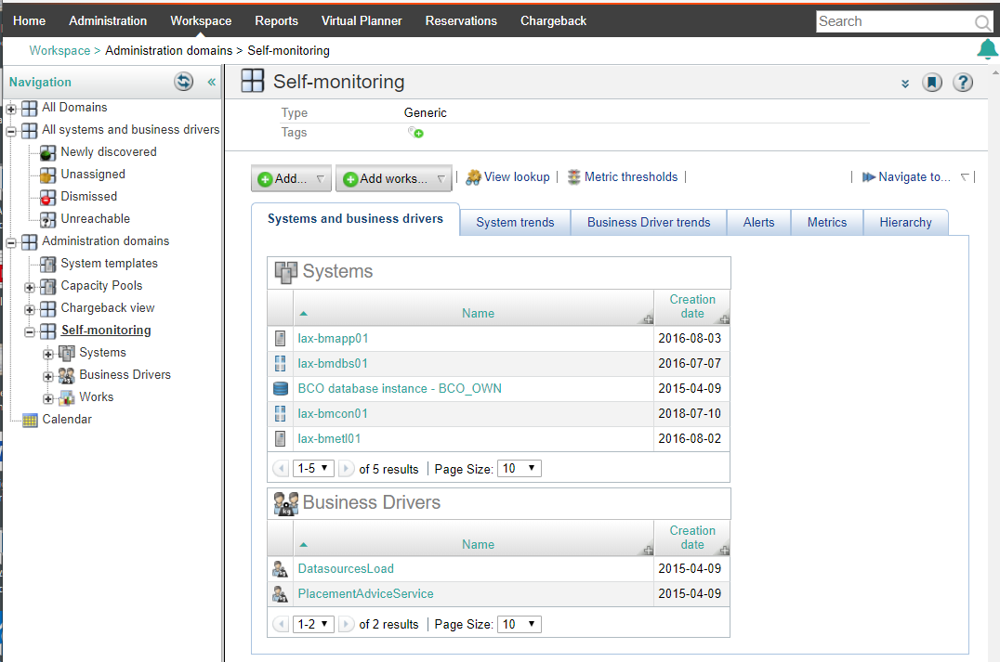 Home Administration Workspace Reports Virtual Planner Reservations Chargeback Search
Workspace > Administration domains > Self-monitoring
Navigation «
All Domains
All systems and business drivers
Newly discovered
Unassigned
Dismissed
Unreachable
Administration domains
System templates
Capacity Pools
Chargeback view
Self-monitoring
Systems
Business Drivers
Works
Calendar
Self-monitoring
Type Generic
Tags
Add... Add works... View lookup | Metric thresholds | Navigate to...
Systems and business drivers System trends Business Driver trends Alerts Metrics Hierarchy
Systems
Name Creation date
lax-bmapp01 2016-08-03
lax-bmdbs01 2016-07-07
BCO database instance - BCO_OWN 2015-04-09
lax-bmcon01 2018-07-10
lax-bmetl01 2016-08-02
1-5 of 5 results | Page Size: 10
Business Drivers
Name Creation date
DatasourcesLoad 2015-04-09
PlacementAdviceService 2015-04-09
1-2 of 2 results | Page Size: 10